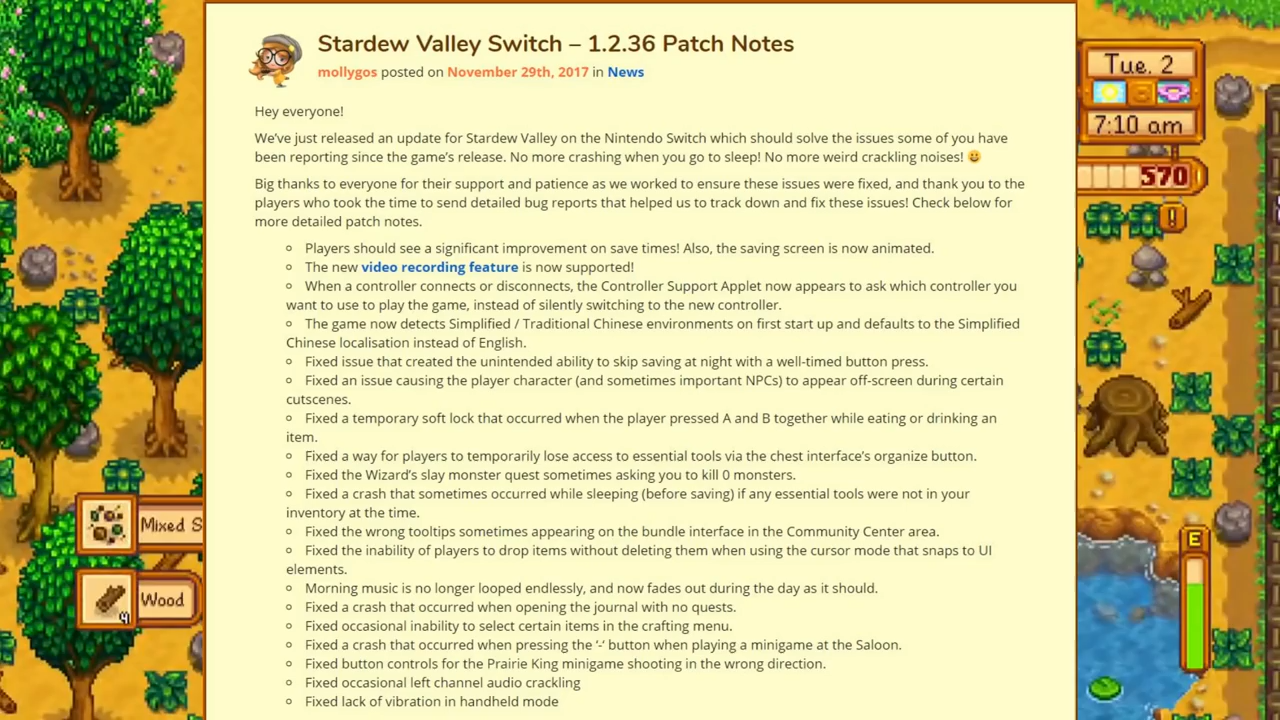 Stardew Valley Switch – 1.2.36 Patch Notes
mollygos posted on November 29th, 2017 in News
Hey everyone!
We've just released an update for Stardew Valley on the Nintendo Switch which should solve the issues some of you have
been reporting since the game's release. No more crashing when you go to sleep! No more weird crackling noises! 😀
Big thanks to everyone for their support and patience as we worked to ensure these issues were fixed, and thank you to the
players who took the time to send detailed bug reports that helped us to track down and fix these issues! Check below for
more detailed patch notes.
Players should see a significant improvement on save times! Also, the saving screen is now animated.
The new video recording feature is now supported!
When a controller connects or disconnects, the Controller Support Applet now appears to ask which controller you
want to use to play the game, instead of silently switching to the new controller.
The game now detects Simplified / Traditional Chinese environments on first start up and defaults to the Simplified
Chinese localisation instead of English.
Fixed issue that created the unintended ability to skip saving at night with a well-timed button press.
Fixed an issue causing the player character (and sometimes important NPCs) to appear off-screen during certain
cutscenes.
Fixed a temporary soft lock that occurred when the player pressed A and B together while eating or drinking an
item.
Fixed a way for players to temporarily lose access to essential tools via the chest interface's organize button.
Fixed the Wizard's slay monster quest sometimes asking you to kill 0 monsters.
Fixed a crash that sometimes occurred while sleeping (before saving) if any essential tools were not in your
inventory at the time.
Fixed the wrong tooltips sometimes appearing on the bundle interface in the Community Center area.
Fixed the inability of players to drop items without deleting them when using the cursor mode that snaps to UI
elements.
Morning music is no longer looped endlessly, and now fades out during the day as it should.
Fixed a crash that occurred when opening the journal with no quests.
Fixed occasional inability to select certain items in the crafting menu.
Fixed a crash that occurred when pressing the '-' button when playing a minigame at the Saloon.
Fixed button controls for the Prairie King minigame shooting in the wrong direction.
Fixed occasional left channel audio crackling
Fixed lack of vibration in handheld mode
Tue. 2
7:10 am
570
!
E
Mixed S
Wood
4